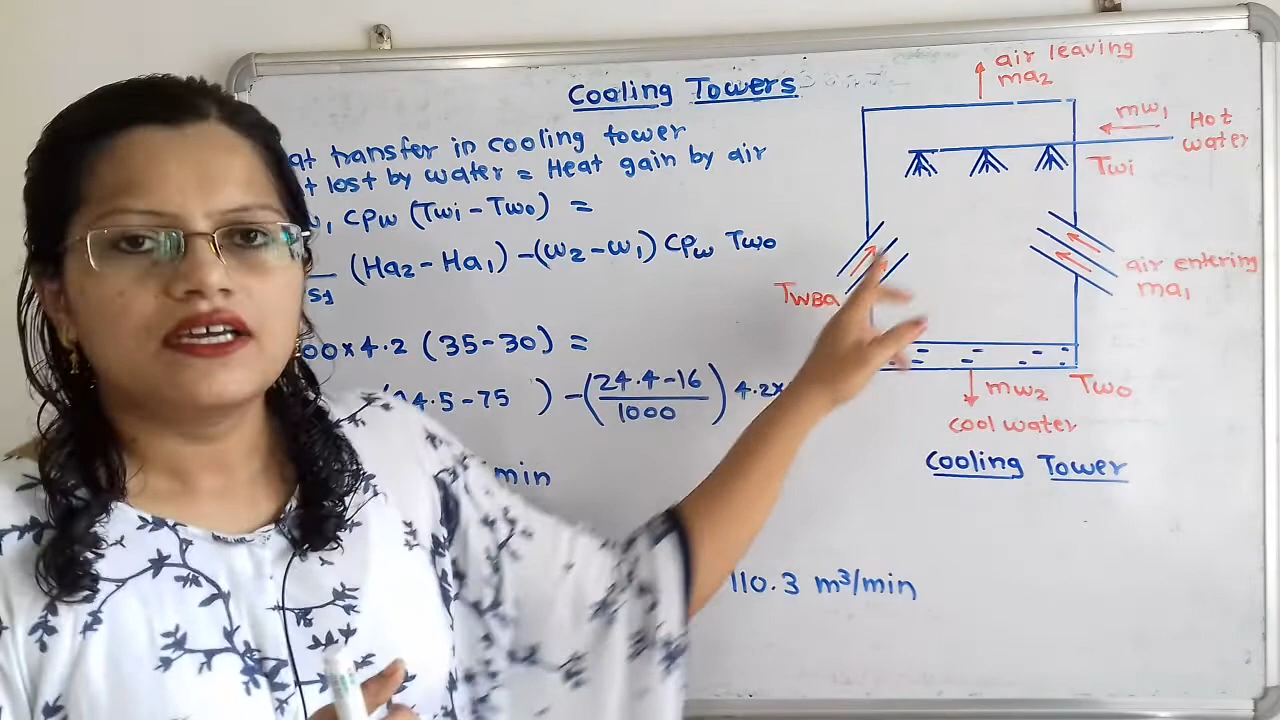 Cooling Towers
at transfer in cooling tower
t lost by water = Heat gain by air
w1 Cpw (Twi - Two) =
(Ha2 - Ha1) - (ω2 - ω1) Cpw Two
S1
00 x 4.2 (35 - 30) =
4.5 - 75 ) - (24.4 - 16 / 1000) 4.2x
min
110.3 m³/min
air leaving
ma2
mw1
Hot
water
Twi
air entering
ma1
TWBa
mw2
Two
cool water
Cooling Tower